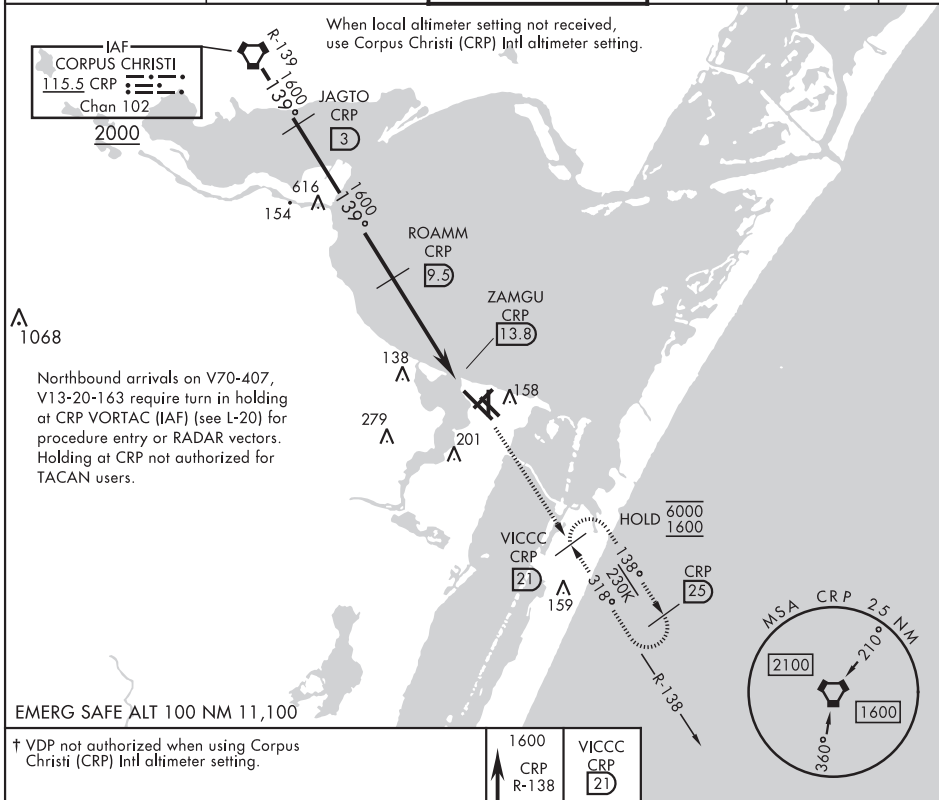 When local altimeter setting not received,
use Corpus Christi (CRP) Intl altimeter setting.
IAF
CORPUS CHRISTI
115.5 CRP
Chan 102
2000
R-139
1600
139°
JAGTO
CRP
3
616
154
1600
139°
ROAMM
CRP
9.5
ZAMGU
CRP
13.8
1068
138
158
279
201
Northbound arrivals on V70-407,
V13-20-163 require turn in holding
at CRP VORTAC (IAF) (see L-20) for
procedure entry or RADAR vectors.
Holding at CRP not authorized for
TACAN users.
HOLD 6000
1600
VICCC
CRP
21
138°
230K
318°
CRP
25
159
R-138
MSA CRP 25 NM
210°
2100
1600
360°
EMERG SAFE ALT 100 NM 11,100
† VDP not authorized when using Corpus
Christi (CRP) Intl altimeter setting.
1600
CRP
R-138
VICCC
CRP
21